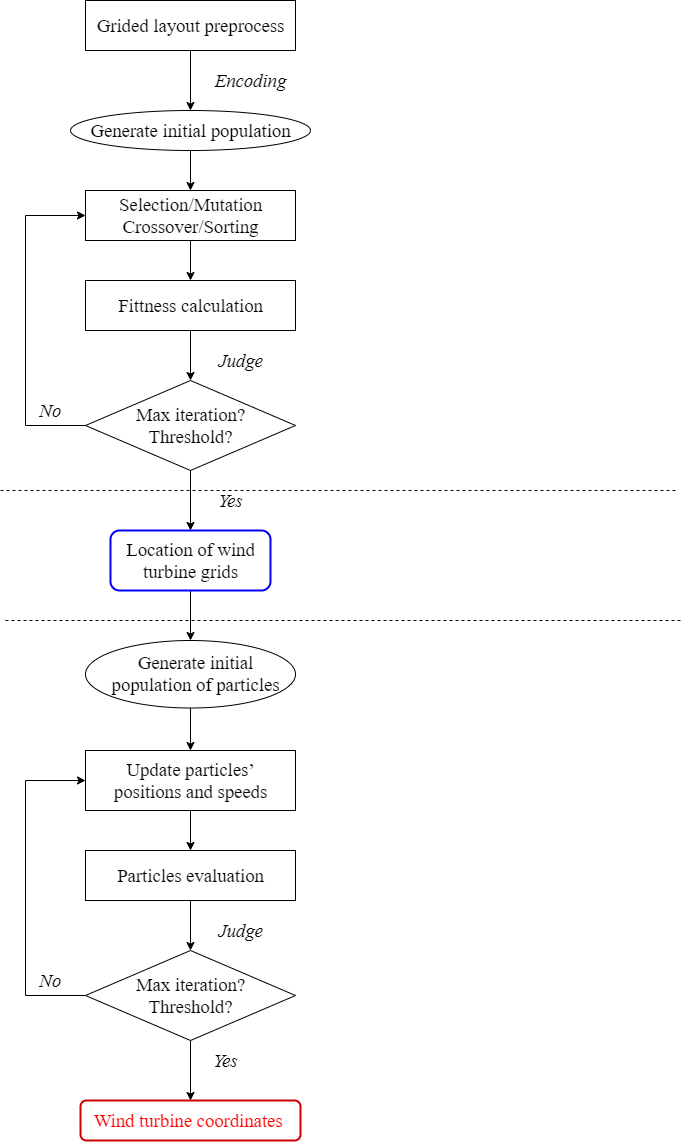 Grided layout preprocess
Encoding
Generate initial population
Selection/Mutation
Crossover/Sorting
Fittness calculation
Judge
No
Max iteration?
Threshold?
Yes
Location of wind
turbine grids
Generate initial
population of particles
Update particles’
positions and speeds
Particles evaluation
Judge
No
Max iteration?
Threshold?
Yes
Wind turbine coordinates